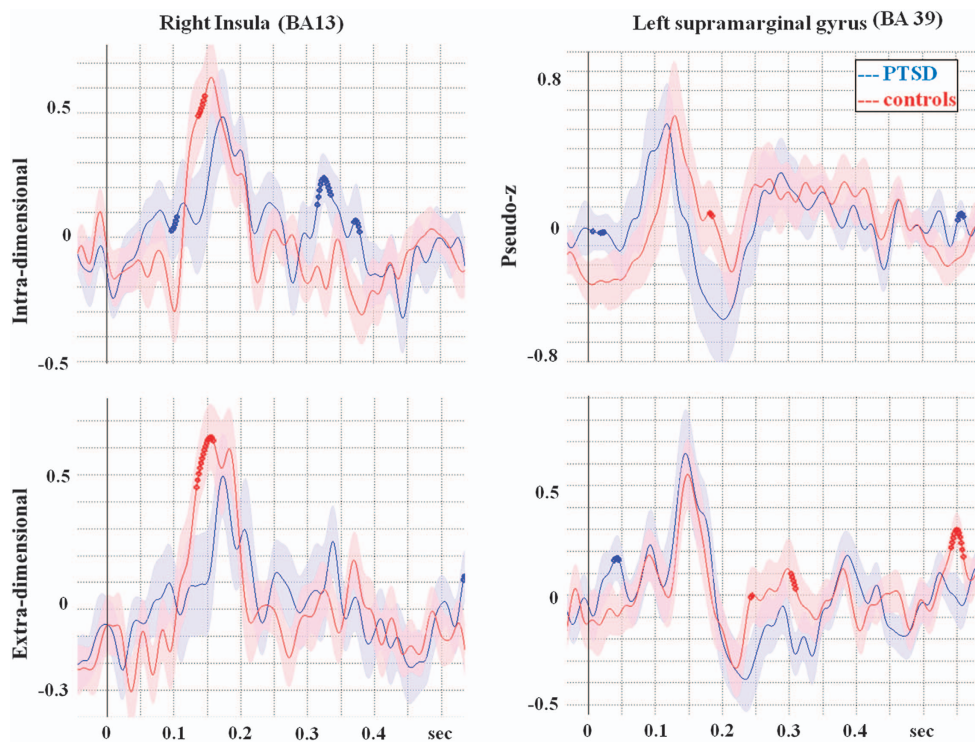 Right Insula (BA13)
Left supramarginal gyrus (BA 39)
Intra-dimensional
0.5
0
-0.5
Pseudo-z
0.8
0
-0.8
--- PTSD
--- controls
Extra-dimensional
0.5
0
-0.3
0 0.1 0.2 0.3 0.4 sec
0.5
0
-0.5
0 0.1 0.2 0.3 0.4 sec